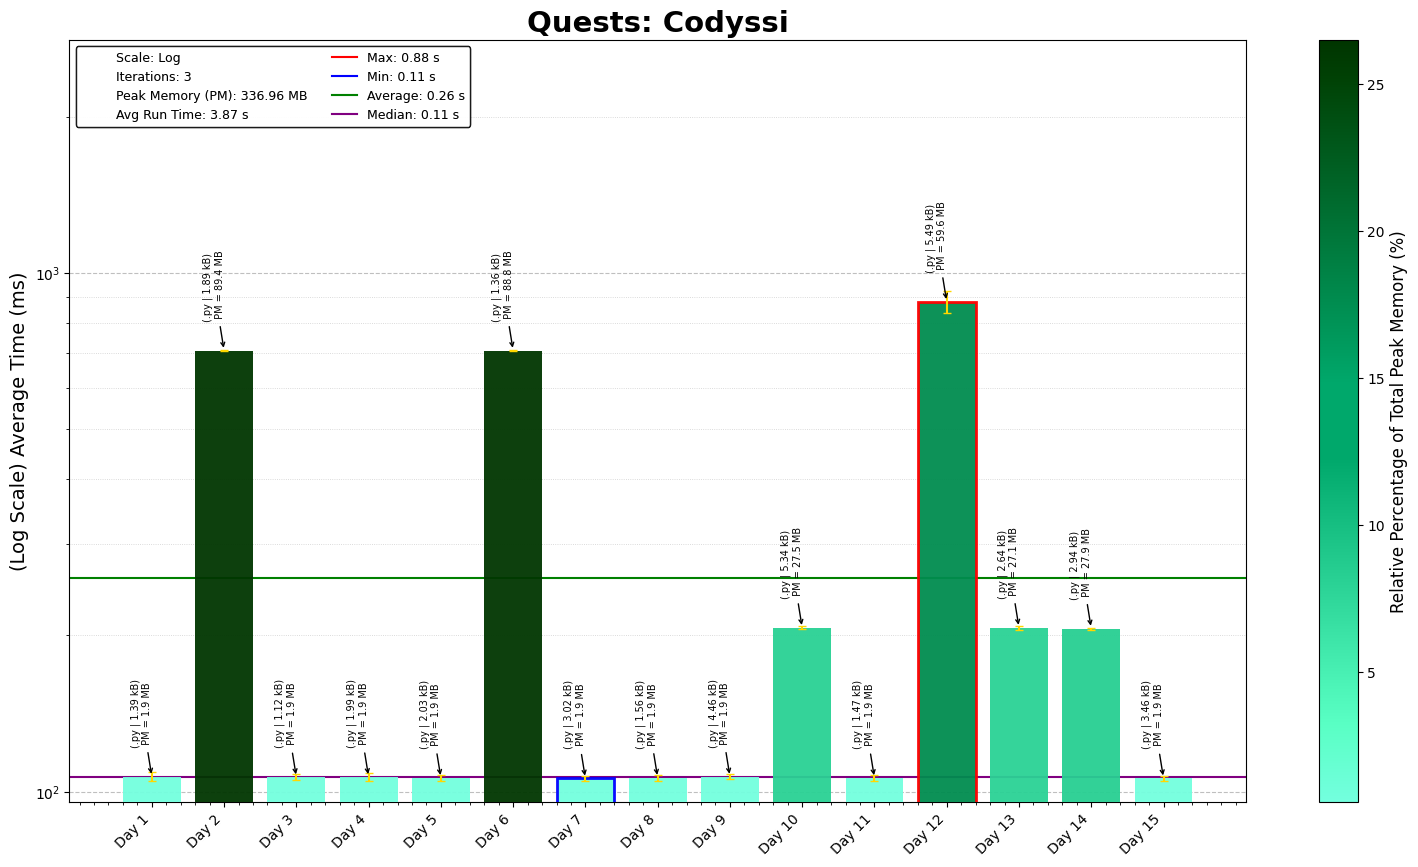 Quests: Codyssi
Scale: Log
Iterations: 3
Peak Memory (PM): 336.96 MB
Avg Run Time: 3.87 s
Max: 0.88 s
Min: 0.11 s
Average: 0.26 s
Median: 0.11 s
(Log Scale) Average Time (ms)
10³
10²
(.py | 1.39 kB)
PM = 1.9 MB
(.py | 1.89 kB)
PM = 89.4 MB
(.py | 1.12 kB)
PM = 1.9 MB
(.py | 1.99 kB)
PM = 1.9 MB
(.py | 2.03 kB)
PM = 1.9 MB
(.py | 1.36 kB)
PM = 88.8 MB
(.py | 3.02 kB)
PM = 1.9 MB
(.py | 1.56 kB)
PM = 1.9 MB
(.py | 4.46 kB)
PM = 1.9 MB
(.py | 5.34 kB)
PM = 27.5 MB
(.py | 1.47 kB)
PM = 1.9 MB
(.py | 5.49 kB)
PM = 59.6 MB
(.py | 2.64 kB)
PM = 27.1 MB
(.py | 2.94 kB)
PM = 27.9 MB
(.py | 3.46 kB)
PM = 1.9 MB
Day 1
Day 2
Day 3
Day 4
Day 5
Day 6
Day 7
Day 8
Day 9
Day 10
Day 11
Day 12
Day 13
Day 14
Day 15
25
20
15
10
5
Relative Percentage of Total Peak Memory (%)